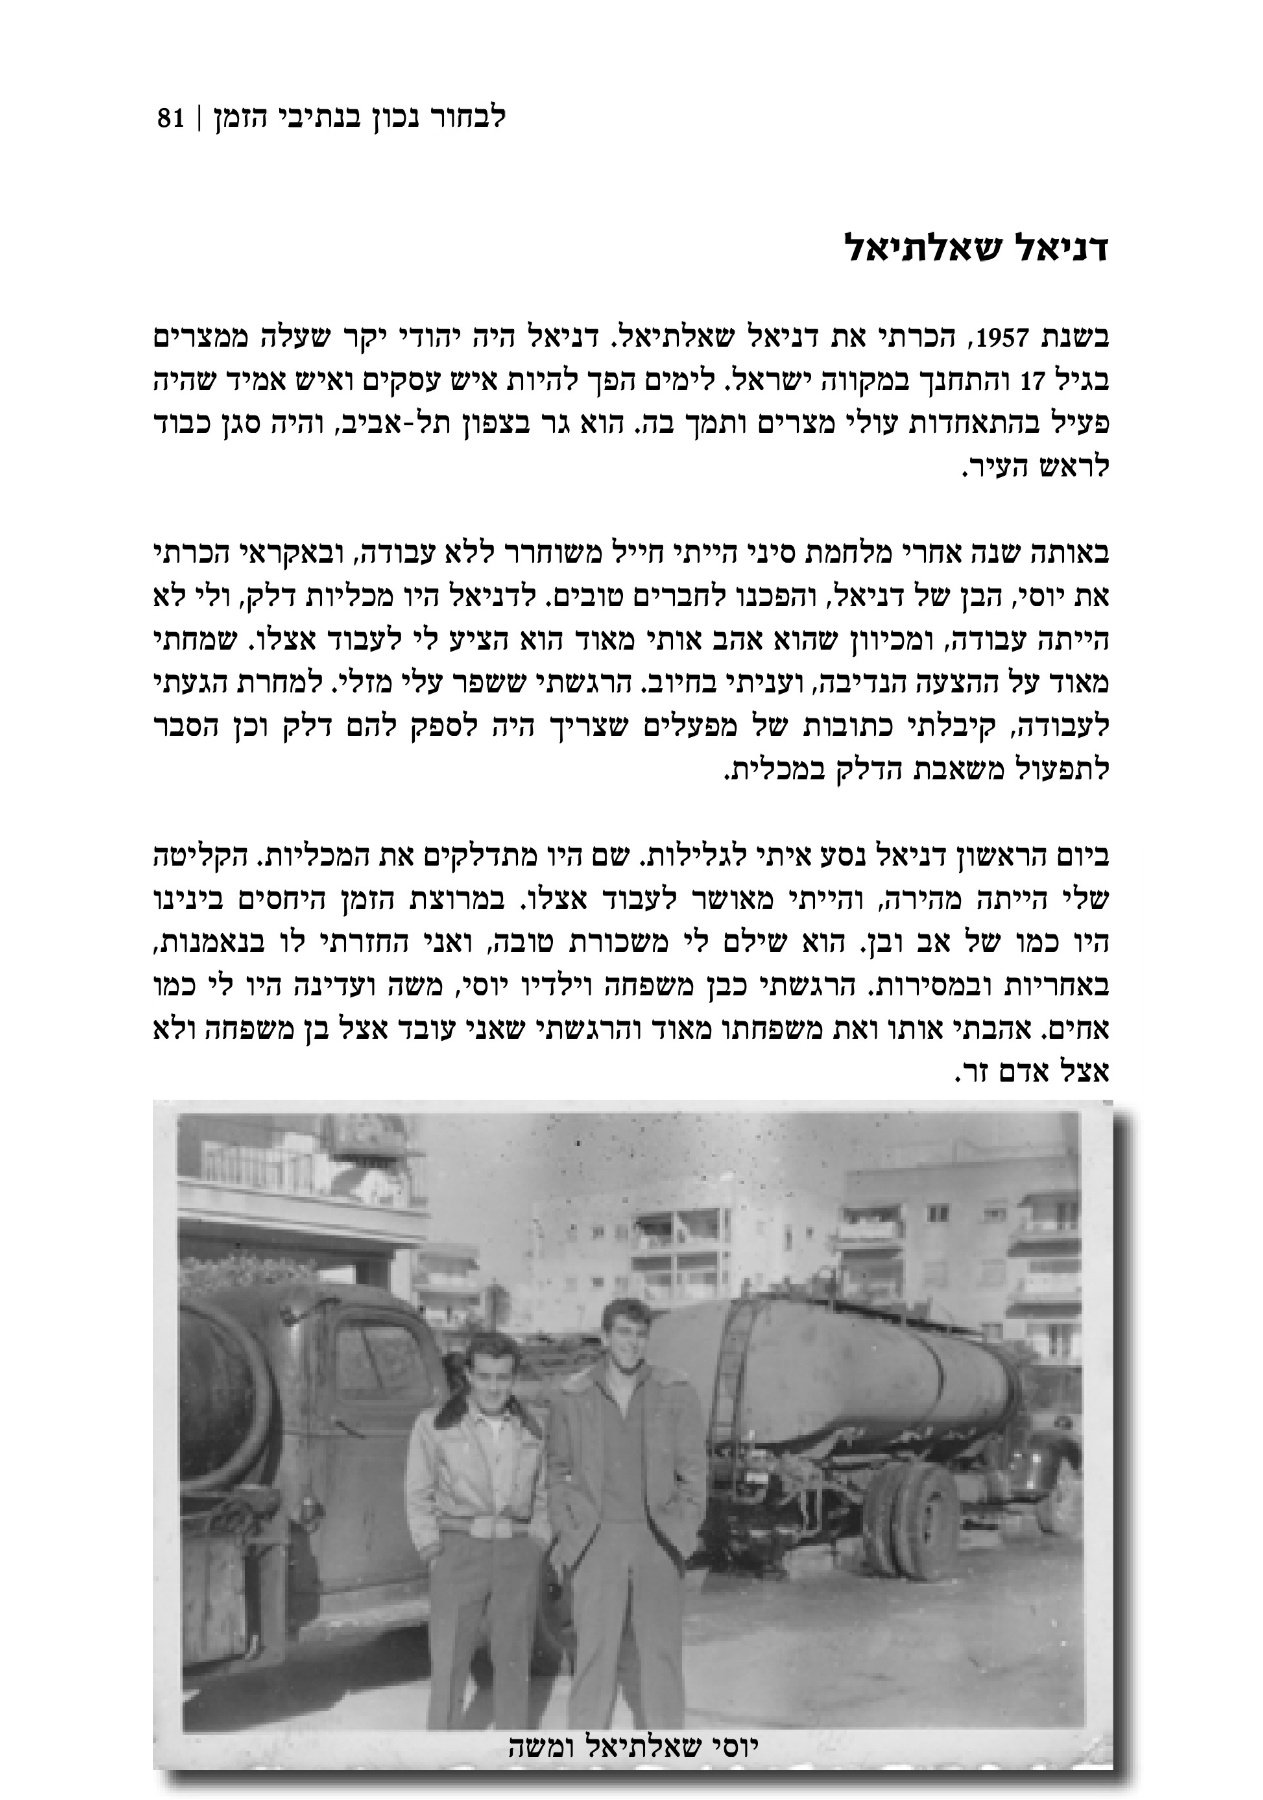 לבחור נכון בנתיבי הזמן | 81
דניאל שאלתיאל
בשנת 1957, הכרתי את דניאל שאלתיאל. דניאל היה יהודי יקר שעלה ממצרים
בגיל 17 והתחנך במקווה ישראל. לימים הפך להיות איש עסקים ואיש אמיד שהיה
פעיל בהתאחדות עולי מצרים ותמך בה. הוא גר בצפון תל-אביב, והיה סגן כבוד
לראש העיר.
באותה שנה אחרי מלחמת סיני הייתי חייל משוחרר ללא עבודה, ובאקראי הכרתי
את יוסי, הבן של דניאל, והפכנו לחברים טובים. לדניאל היו מכליות דלק, ולי לא
הייתה עבודה, ומכיוון שהוא אהב אותי מאוד הוא הציע לי לעבוד אצלו. שמחתי
מאוד על ההצעה הנדיבה, ועניתי בחיוב. הרגשתי ששפר עלי מזלי. למחרת הגעתי
לעבודה, קיבלתי כתובות של מפעלים שצריך היה לספק להם דלק וכן הסבר
לתפעול משאבת הדלק במכלית.
ביום הראשון דניאל נסע איתי לגלילות. שם היו מתדלקים את המכליות. הקליטה
שלי הייתה מהירה, והייתי מאושר לעבוד אצלו. במרוצת הזמן היחסים בינינו
היו כמו של אב ובן. הוא שילם לי משכורת טובה, ואני החזרתי לו בנאמנות,
באחריות ובמסירות. הרגשתי כבן משפחה וילדיו יוסי, משה ועדינה היו לי כמו
אחים. אהבתי אותו ואת משפחתו מאוד והרגשתי שאני עובד אצל בן משפחה ולא
אצל אדם זר.
יוסי שאלתיאל ומשה